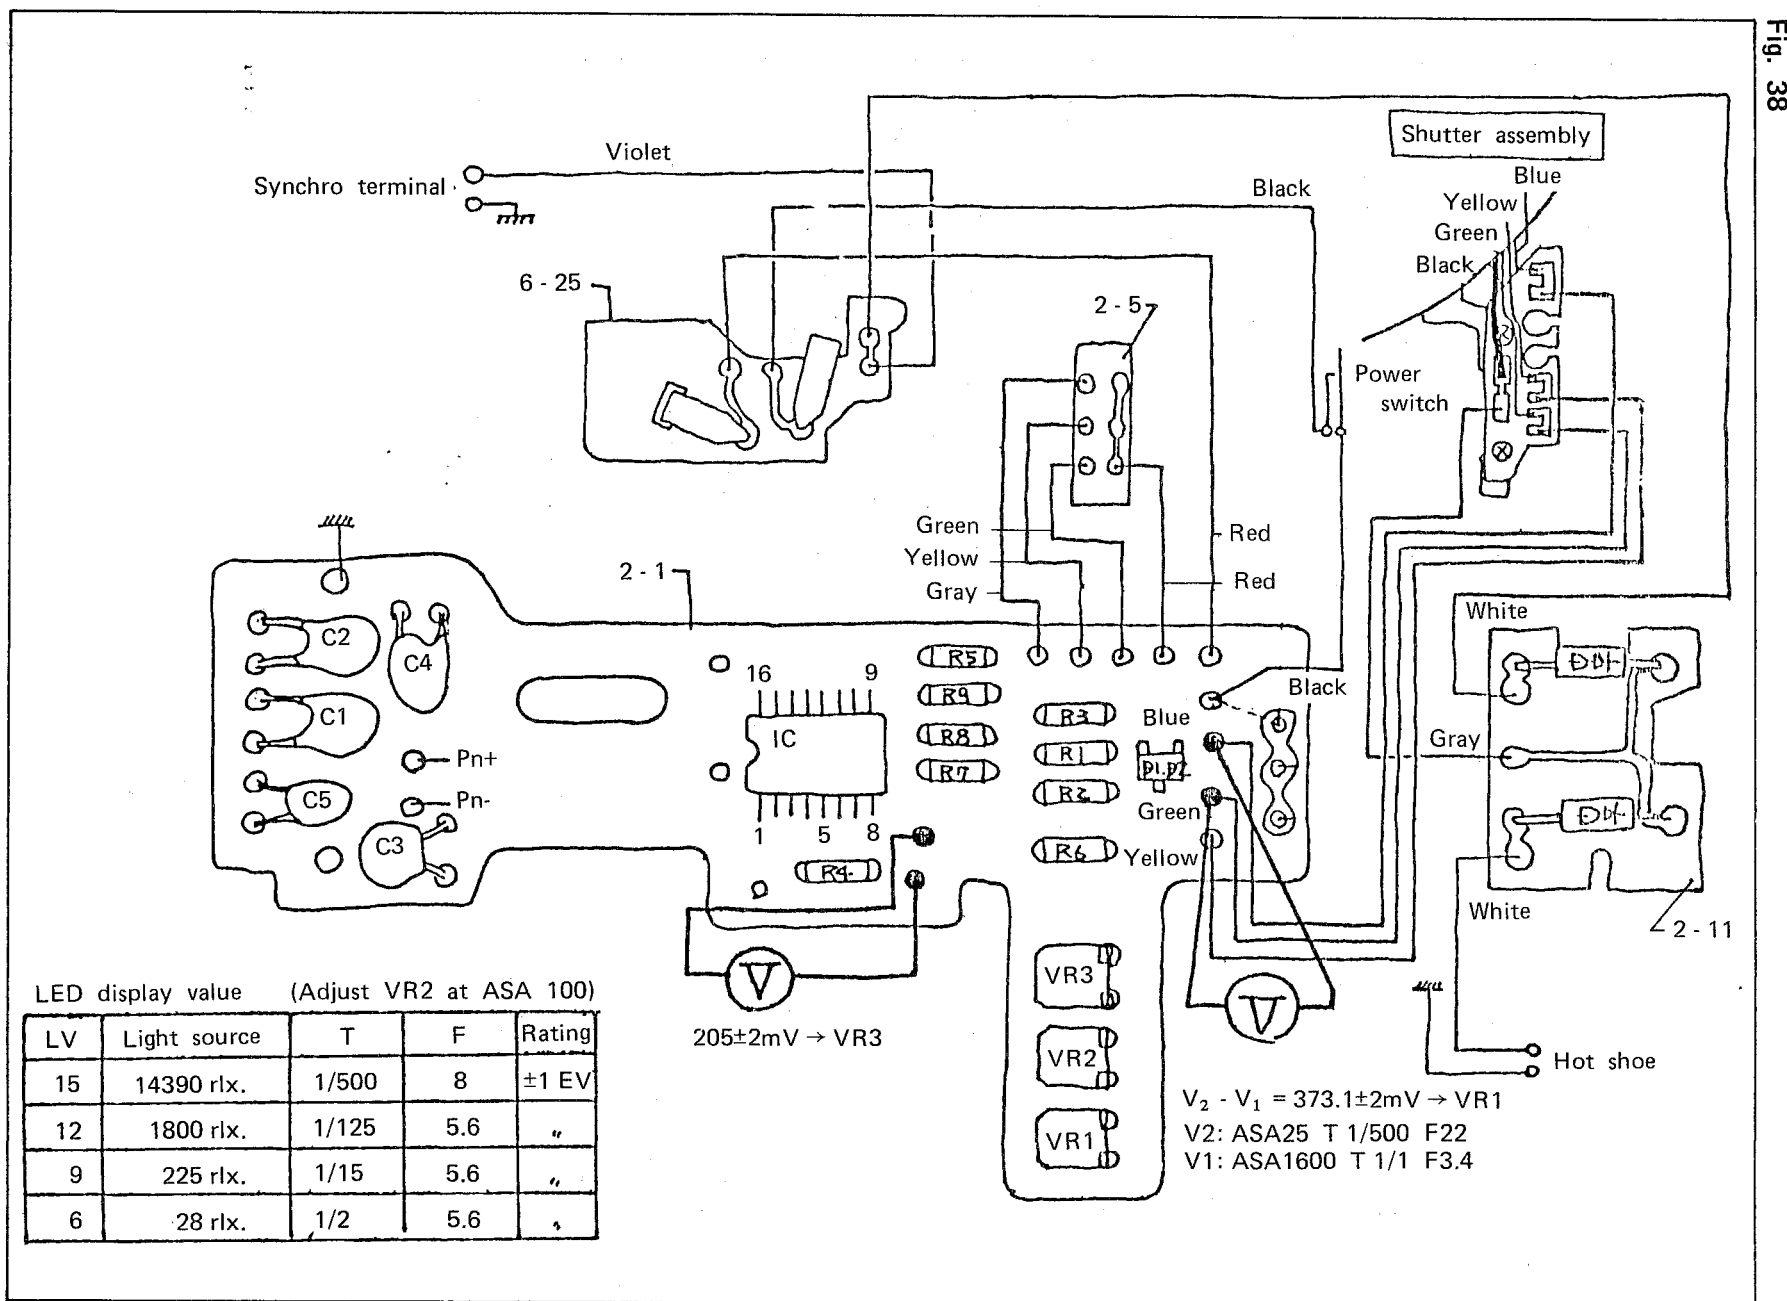 Fig. 38
Shutter assembly
Violet
Synchro terminal
Black
Blue
Yellow
Green
Black
6 - 25
2 - 5
Power
switch
Green
Yellow
Gray
Red
Red
2 - 1
White
C2
C4
C1
C5
C3
Pn+
Pn-
16
9
IC
1
5
8
R5
R9
R8
R7
R4
R3
R1
R2
R6
Blue
D1.D2
Green
Yellow
Black
Gray
White
2 - 11
V
205±2mV → VR3
VR3
VR2
VR1
V
Hot shoe
V₂ - V₁ = 373.1±2mV → VR1
V2: ASA25 T 1/500 F22
V1: ASA1600 T 1/1 F3.4
LED display value (Adjust VR2 at ASA 100)
LV Light source T F Rating
15 14390 rlx. 1/500 8 ±1 EV
12 1800 rlx. 1/125 5.6 〃
9 225 rlx. 1/15 5.6 〃
6 28 rlx. 1/2 5.6 〃